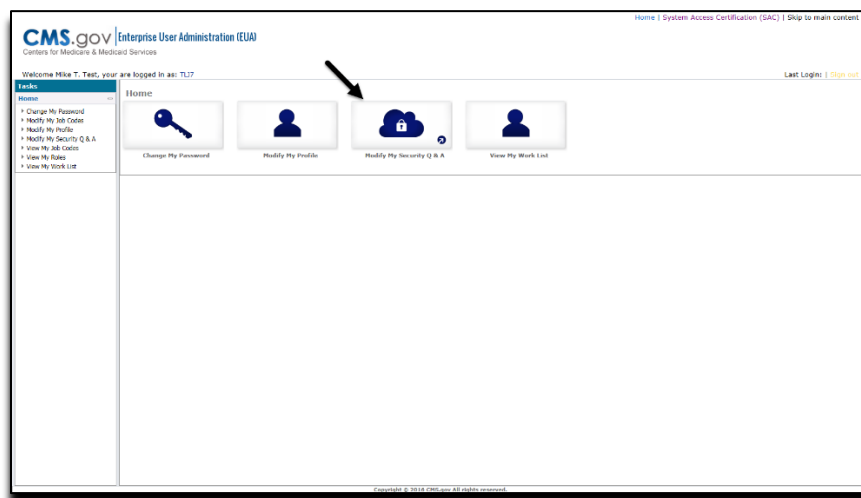 Home | System Access Certification (SAC) | Skip to main content
CMS.gov Enterprise User Administration (EUA)
Centers for Medicare & Medicaid Services
Welcome Mike T. Test, your are logged in as: TLJ7 Last Login: | Sign out
Tasks
Home
Change My Password
Modify My Job Codes
Modify My Profile
Modify My Security Q & A
View My Job Codes
View My Roles
View My Work List
Home
Change My Password Modify My Profile Modify My Security Q & A View My Work List
Copyright © 2018 CMS.gov All rights reserved.